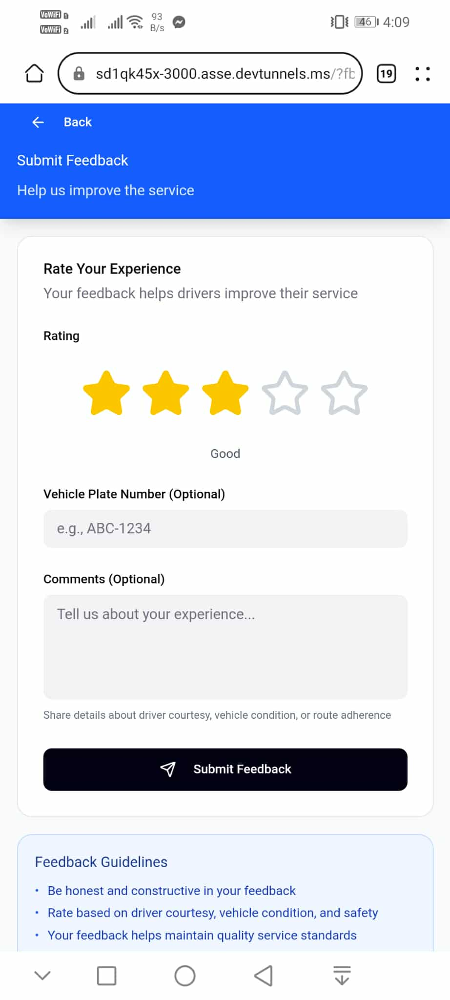 VoWiFi 1
VoWiFi 2
93
B/s
46
4:09
sd1qk45x-3000.asse.devtunnels.ms/?fb
19
Back
Submit Feedback
Help us improve the service
Rate Your Experience
Your feedback helps drivers improve their service
Rating
Good
Vehicle Plate Number (Optional)
e.g., ABC-1234
Comments (Optional)
Tell us about your experience...
Share details about driver courtesy, vehicle condition, or route adherence
Submit Feedback
Feedback Guidelines
• Be honest and constructive in your feedback
• Rate based on driver courtesy, vehicle condition, and safety
• Your feedback helps maintain quality service standards